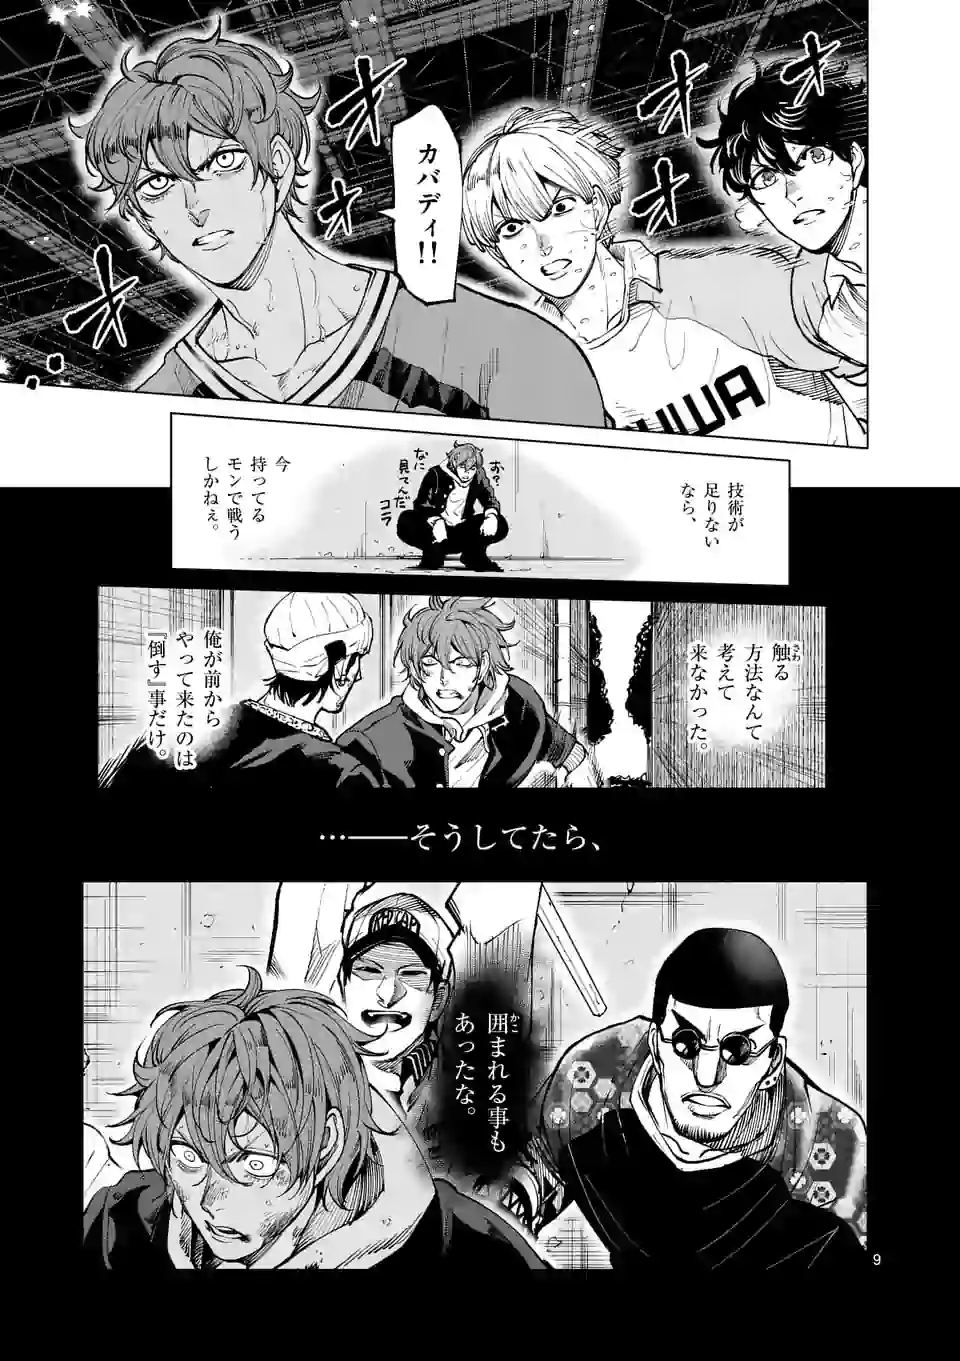 オ
オ
オ
オ
オ
…
カバディ!!
UWA
技術が
足りない
なら、
お?
なに
見てんだ
コラ
今
持ってる
モンで戦う
しかねぇ。
触る
さわ
方法なんて
考えて
来なかった。
俺が前から
やって来たのは
『倒す』事だけ。
…――そうしてたら、
囲まれる事も
かこ
あったな。
9